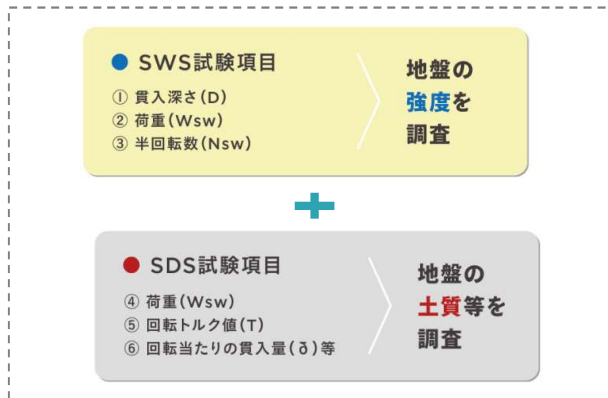 ● SWS試験項目
① 貫入深さ(D)
② 荷重(Wsw)
③ 半回転数(Nsw)
地盤の
強度を
調査
+
● SDS試験項目
④ 荷重(Wsw)
⑤ 回転トルク値(T)
⑥ 回転当たりの貫入量(δ)等
地盤の
土質等を
調査